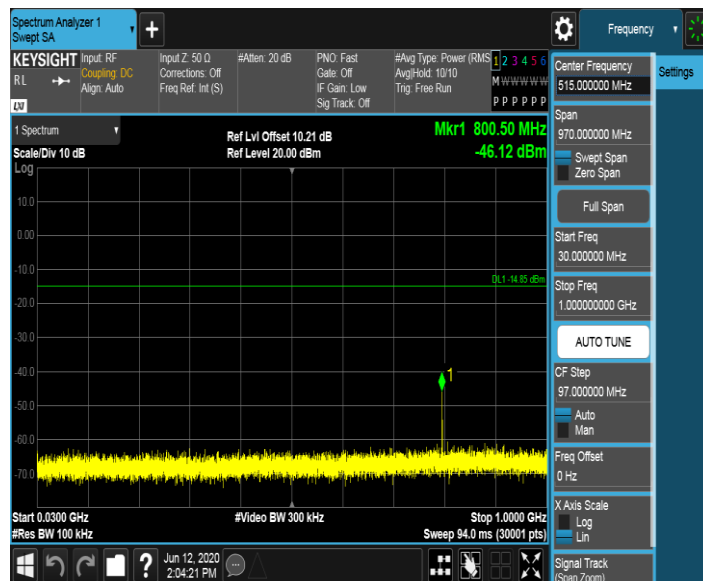 Spectrum Analyzer 1
Swept SA
+
Frequency
KEYSIGHT
RL
LXI
Input: RF
Coupling: DC
Align: Auto
Input Z: 50 Ω
Corrections: Off
Freq Ref: Int (S)
#Atten: 20 dB
PNO: Fast
Gate: Off
IF Gain: Low
Sig Track: Off
#Avg Type: Power (RMS
Avg|Hold: 10/10
Trig: Free Run
1 2 3 4 5 6
M W W W W W
P P P P P P
1 Spectrum
Scale/Div 10 dB
Log
Ref Lvl Offset 10.21 dB
Ref Level 20.00 dBm
Mkr1 800.50 MHz
-46.12 dBm
10.0
0.00
-10.0
DL1 -14.85 dBm
-20.0
-30.0
-40.0
1
-50.0
-60.0
-70.0
Start 0.0300 GHz
#Res BW 100 kHz
#Video BW 300 kHz
Stop 1.0000 GHz
Sweep 94.0 ms (30001 pts)
?
Jun 12, 2020
2:04:21 PM
Center Frequency
515.000000 MHz
Settings
Span
970.000000 MHz
Swept Span
Zero Span
Full Span
Start Freq
30.000000 MHz
Stop Freq
1.000000000 GHz
AUTO TUNE
CF Step
97.000000 MHz
Auto
Man
Freq Offset
0 Hz
X Axis Scale
Log
Lin
Signal Track
(Span Zoom)